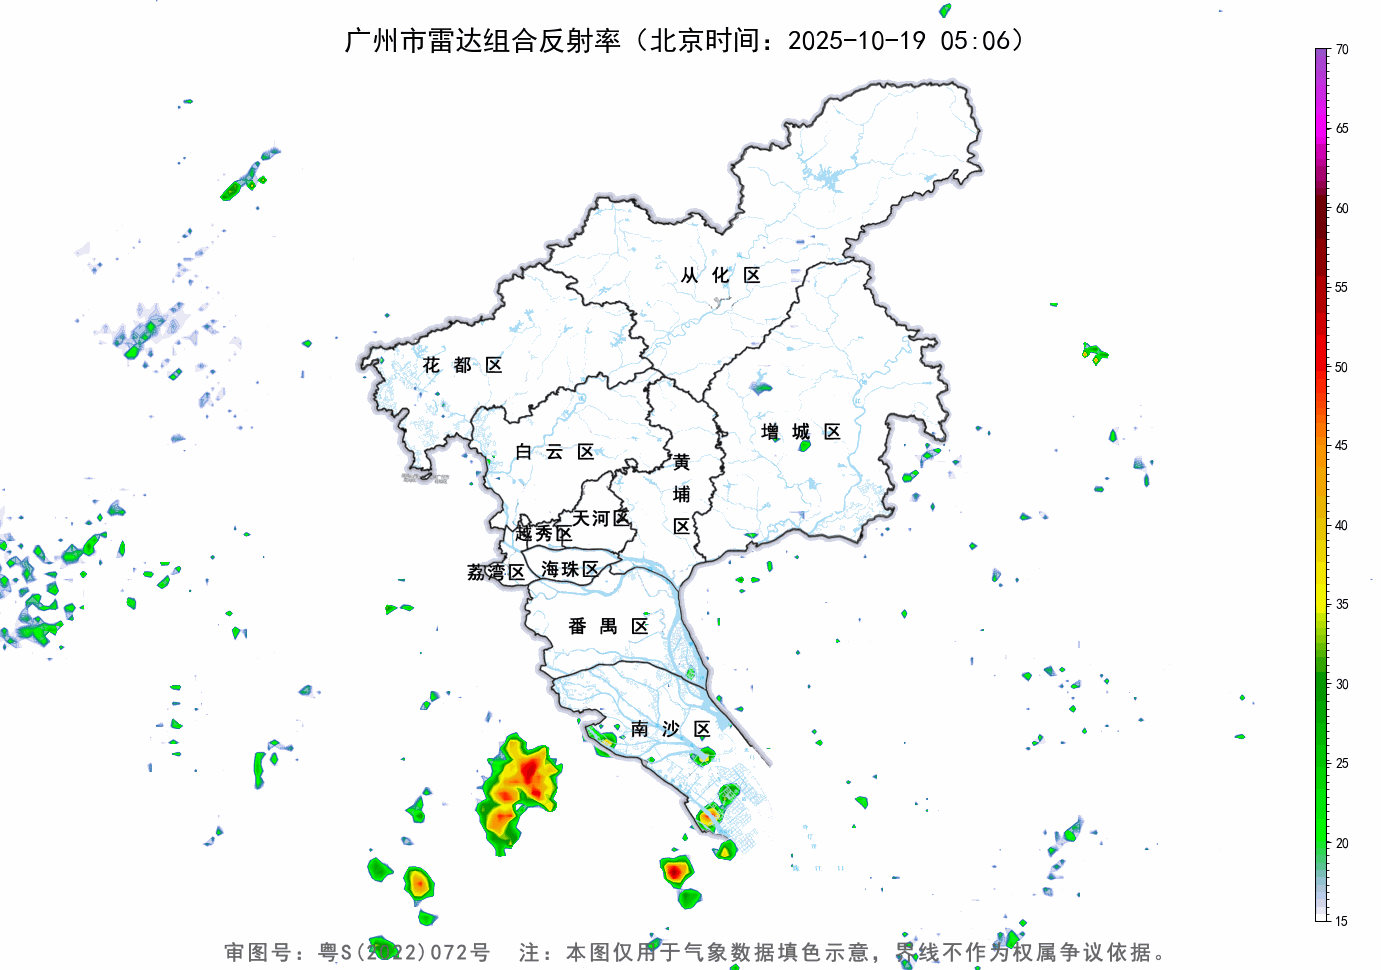 广州市雷达组合反射率（北京时间：2025-10-19 05:06）
70
65
60
55
50
45
40
35
30
25
20
15
从化区
花都区
增城区
白云区
黄埔区
天河区
越秀区
荔湾区
海珠区
番禺区
南沙区
审图号：粤S(2022)072号 注：本图仅用于气象数据填色示意，界线不作为权属争议依据。